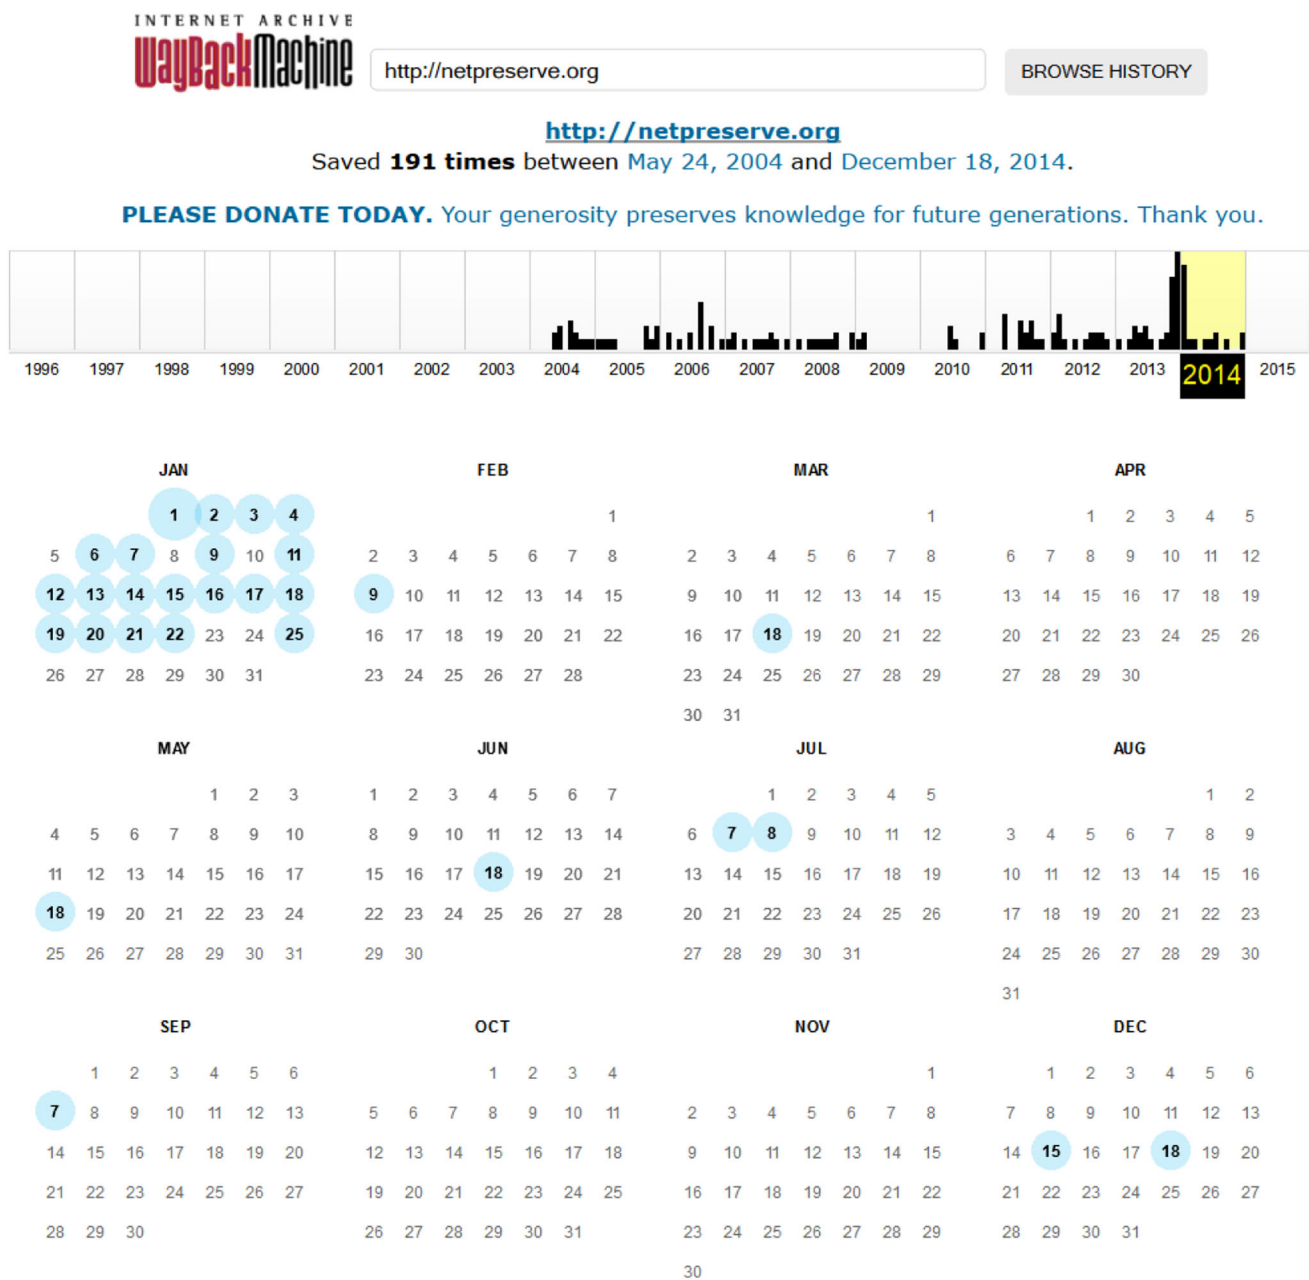 INTERNET ARCHIVE
WayBackMachine
http://netpreserve.org BROWSE HISTORY
http://netpreserve.org
Saved 191 times between May 24, 2004 and December 18, 2014.
PLEASE DONATE TODAY. Your generosity preserves knowledge for future generations. Thank you.
1996 1997 1998 1999 2000 2001 2002 2003 2004 2005 2006 2007 2008 2009 2010 2011 2012 2013 2014 2015
JAN FEB MAR APR
1 2 3 4 1 1 1 2 3 4 5
5 6 7 8 9 10 11 2 3 4 5 6 7 8 2 3 4 5 6 7 8 6 7 8 9 10 11 12
12 13 14 15 16 17 18 9 10 11 12 13 14 15 9 10 11 12 13 14 15 13 14 15 16 17 18 19
19 20 21 22 23 24 25 16 17 18 19 20 21 22 16 17 18 19 20 21 22 20 21 22 23 24 25 26
26 27 28 29 30 31 23 24 25 26 27 28 23 24 25 26 27 28 29 27 28 29 30
30 31
MAY JUN JUL AUG
1 2 3 1 2 3 4 5 6 7 1 2 3 4 5 1 2
4 5 6 7 8 9 10 8 9 10 11 12 13 14 6 7 8 9 10 11 12 3 4 5 6 7 8 9
11 12 13 14 15 16 17 15 16 17 18 19 20 21 13 14 15 16 17 18 19 10 11 12 13 14 15 16
18 19 20 21 22 23 24 22 23 24 25 26 27 28 20 21 22 23 24 25 26 17 18 19 20 21 22 23
25 26 27 28 29 30 31 29 30 27 28 29 30 31 24 25 26 27 28 29 30
31
SEP OCT NOV DEC
1 2 3 4 5 6 1 2 3 4 1 1 2 3 4 5 6
7 8 9 10 11 12 13 5 6 7 8 9 10 11 2 3 4 5 6 7 8 7 8 9 10 11 12 13
14 15 16 17 18 19 20 12 13 14 15 16 17 18 9 10 11 12 13 14 15 14 15 16 17 18 19 20
21 22 23 24 25 26 27 19 20 21 22 23 24 25 16 17 18 19 20 21 22 21 22 23 24 25 26 27
28 29 30 26 27 28 29 30 31 23 24 25 26 27 28 29 28 29 30 31
30